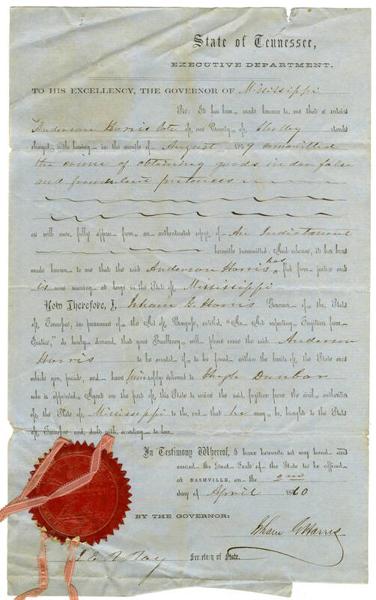 State of Tennessee,
EXECUTIVE DEPARTMENT.
TO HIS EXCELLENCY, THE GOVERNOR OF Mississippi
Sir: It has been made known to me that a certain
Anderson Harris late of our County of Shelby stands
charged with having in the month of August 1859 committed
the crime of obtaining goods under false
and fraudulent pretences
as will more fully appear from an authenticated copy of An Indictment
herewith transmitted. And whereas, it has been
made known to me that the said Anderson Harris has fled from justice and
is now running at large in the State of Mississippi
Now Therefore, I, Isham G. Harris Governor of the State
of Tennessee, in pursuance of the Act of Congress, entitled, "An Act respecting Fugitives from
Justice," do hereby demand that your Excellency will please cause the said Anderson
Harris to be arrested, if to be found within the limits of the State over
which you preside, and have him safely delivered to Hugh Dunbar
who is appointed Agent on the part of this State to receive the said fugitive from the civil authorities
of the State of Mississippi to the end that he may be brought to the State
of Tennessee and dealt with according to law.
In Testimony Whereof, I have hereunto set my hand and
caused the Great Seal of the State to be affixed
at NASHVILLE, on the 2nd
day of April 1860
BY THE GOVERNOR:
Isham G Harris
Secretary of State.